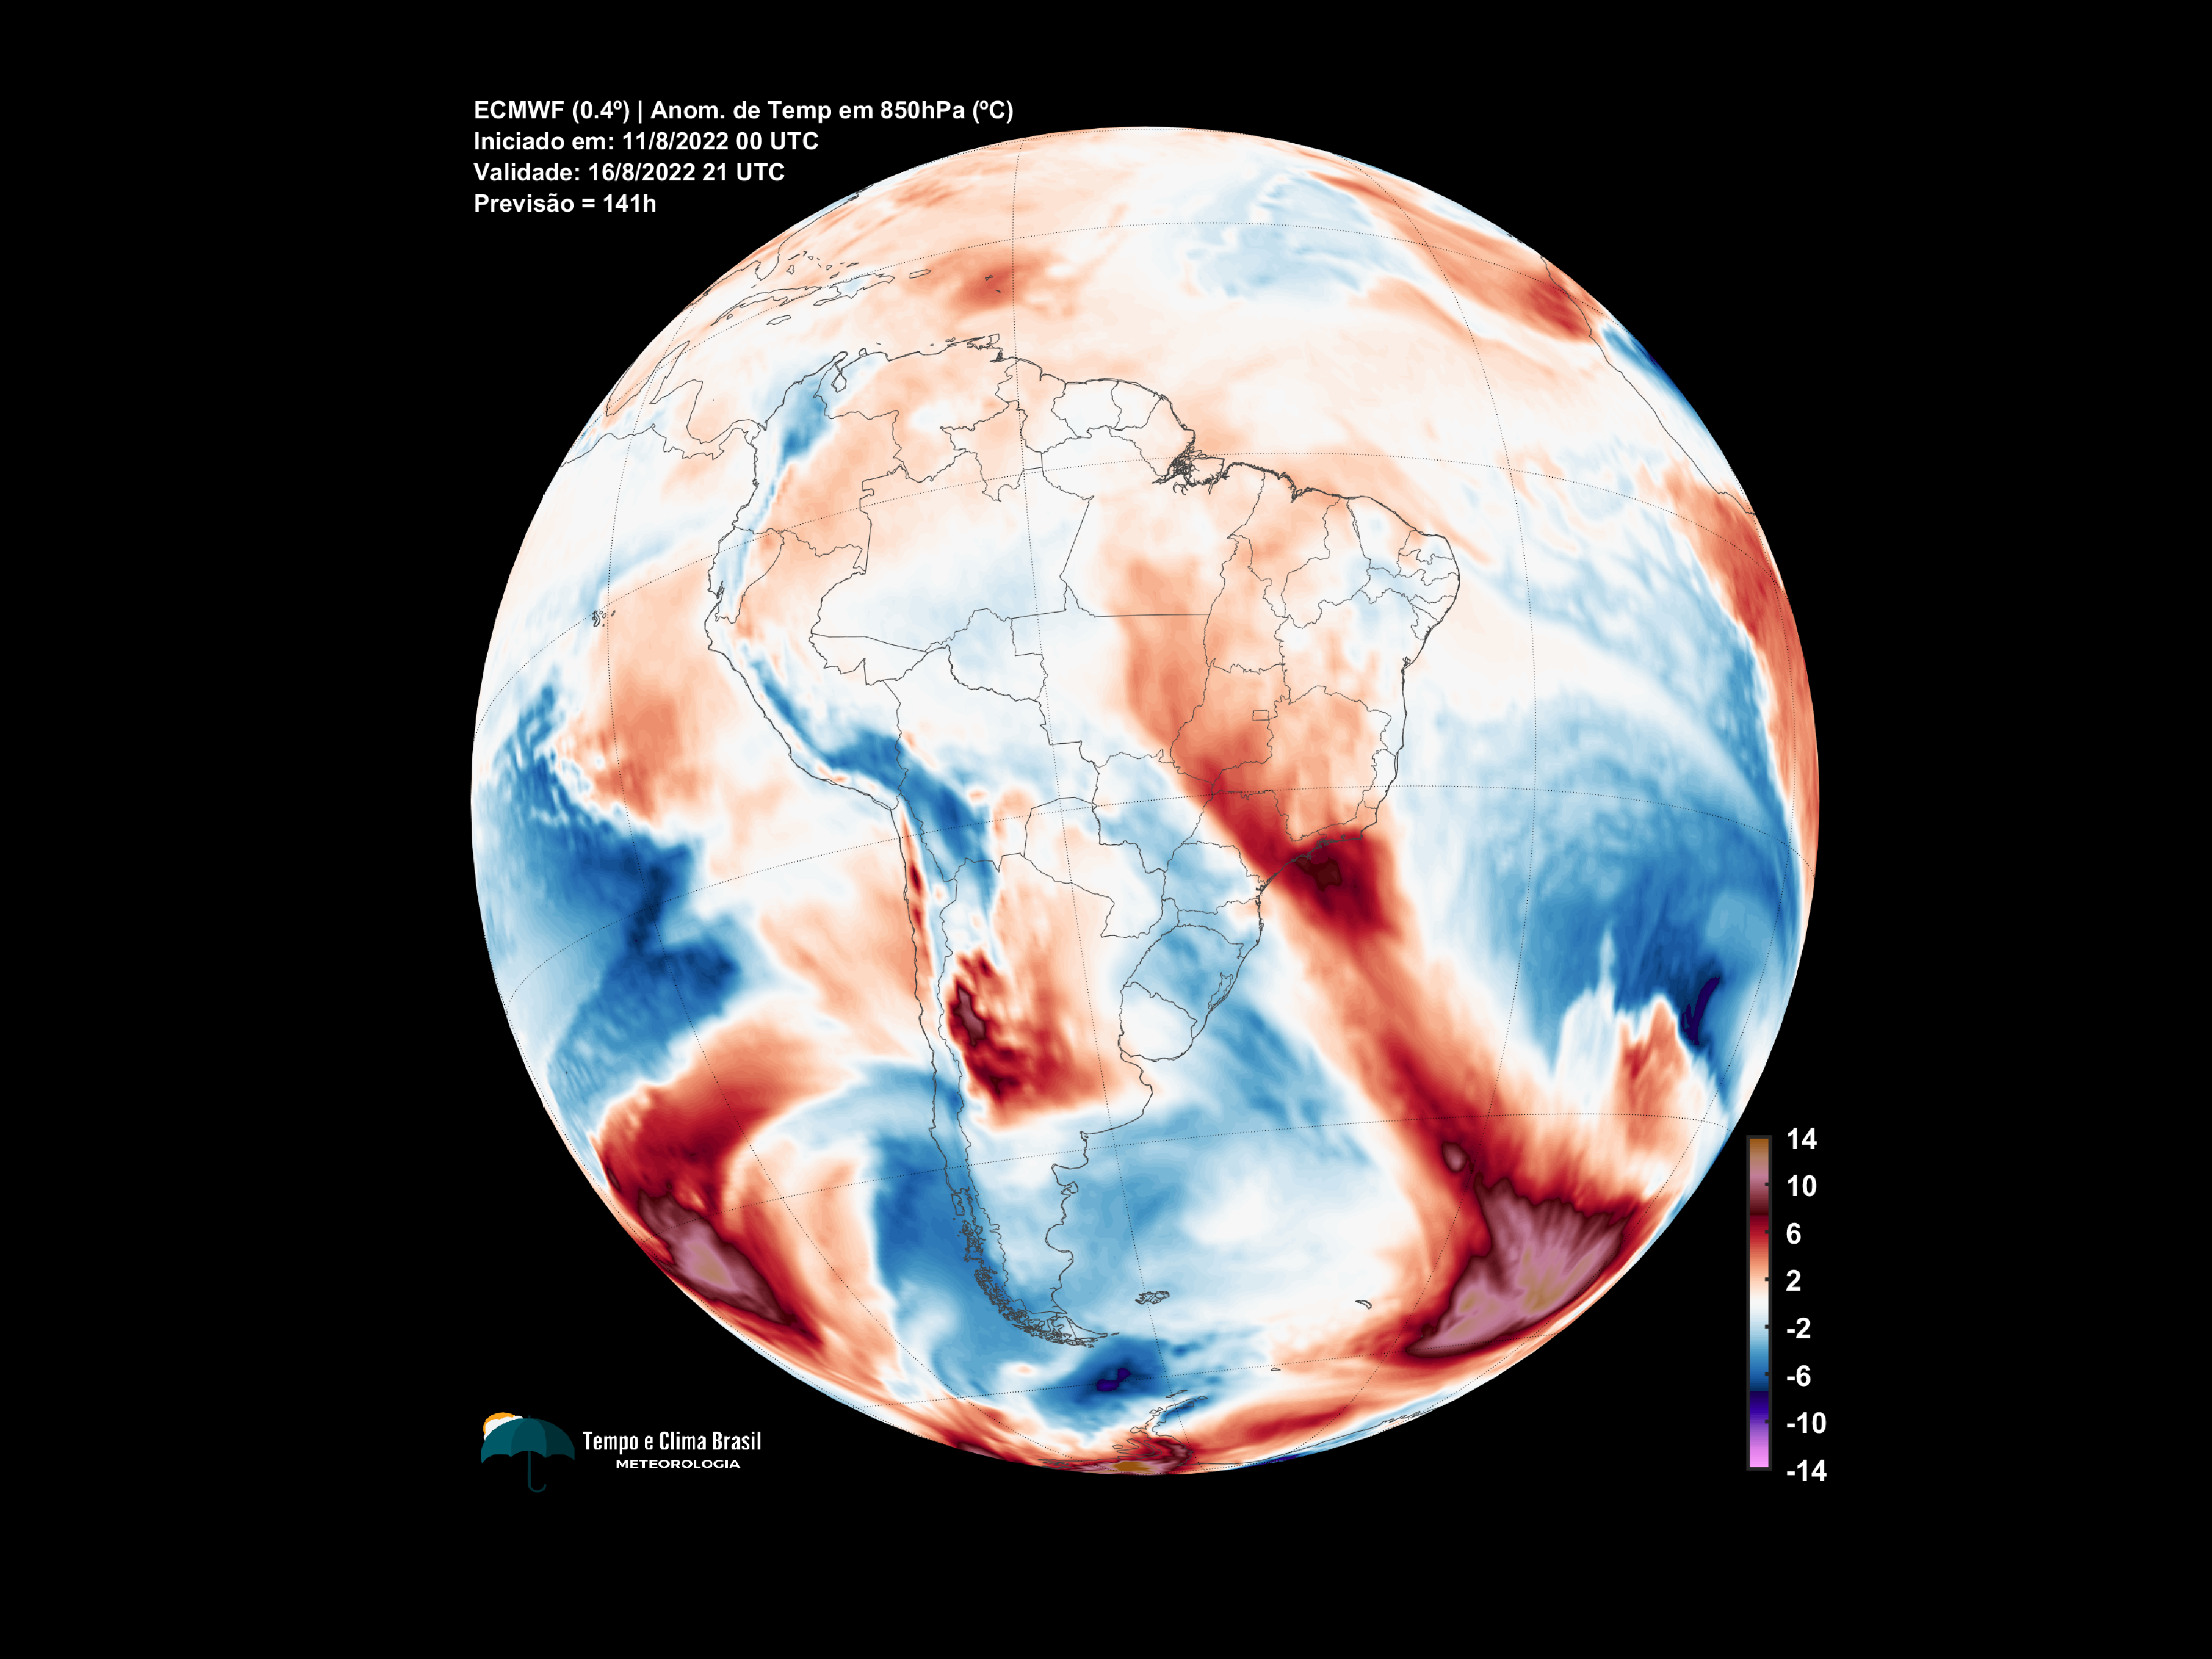 ECMWF (0.4º) | Anom. de Temp em 850hPa (ºC)
Iniciado em: 11/8/2022 00 UTC
Validade: 16/8/2022 21 UTC
Previsão = 141h
14
10
6
2
-2
-6
-10
-14
Tempo e Clima Brasil
METEOROLOGIA